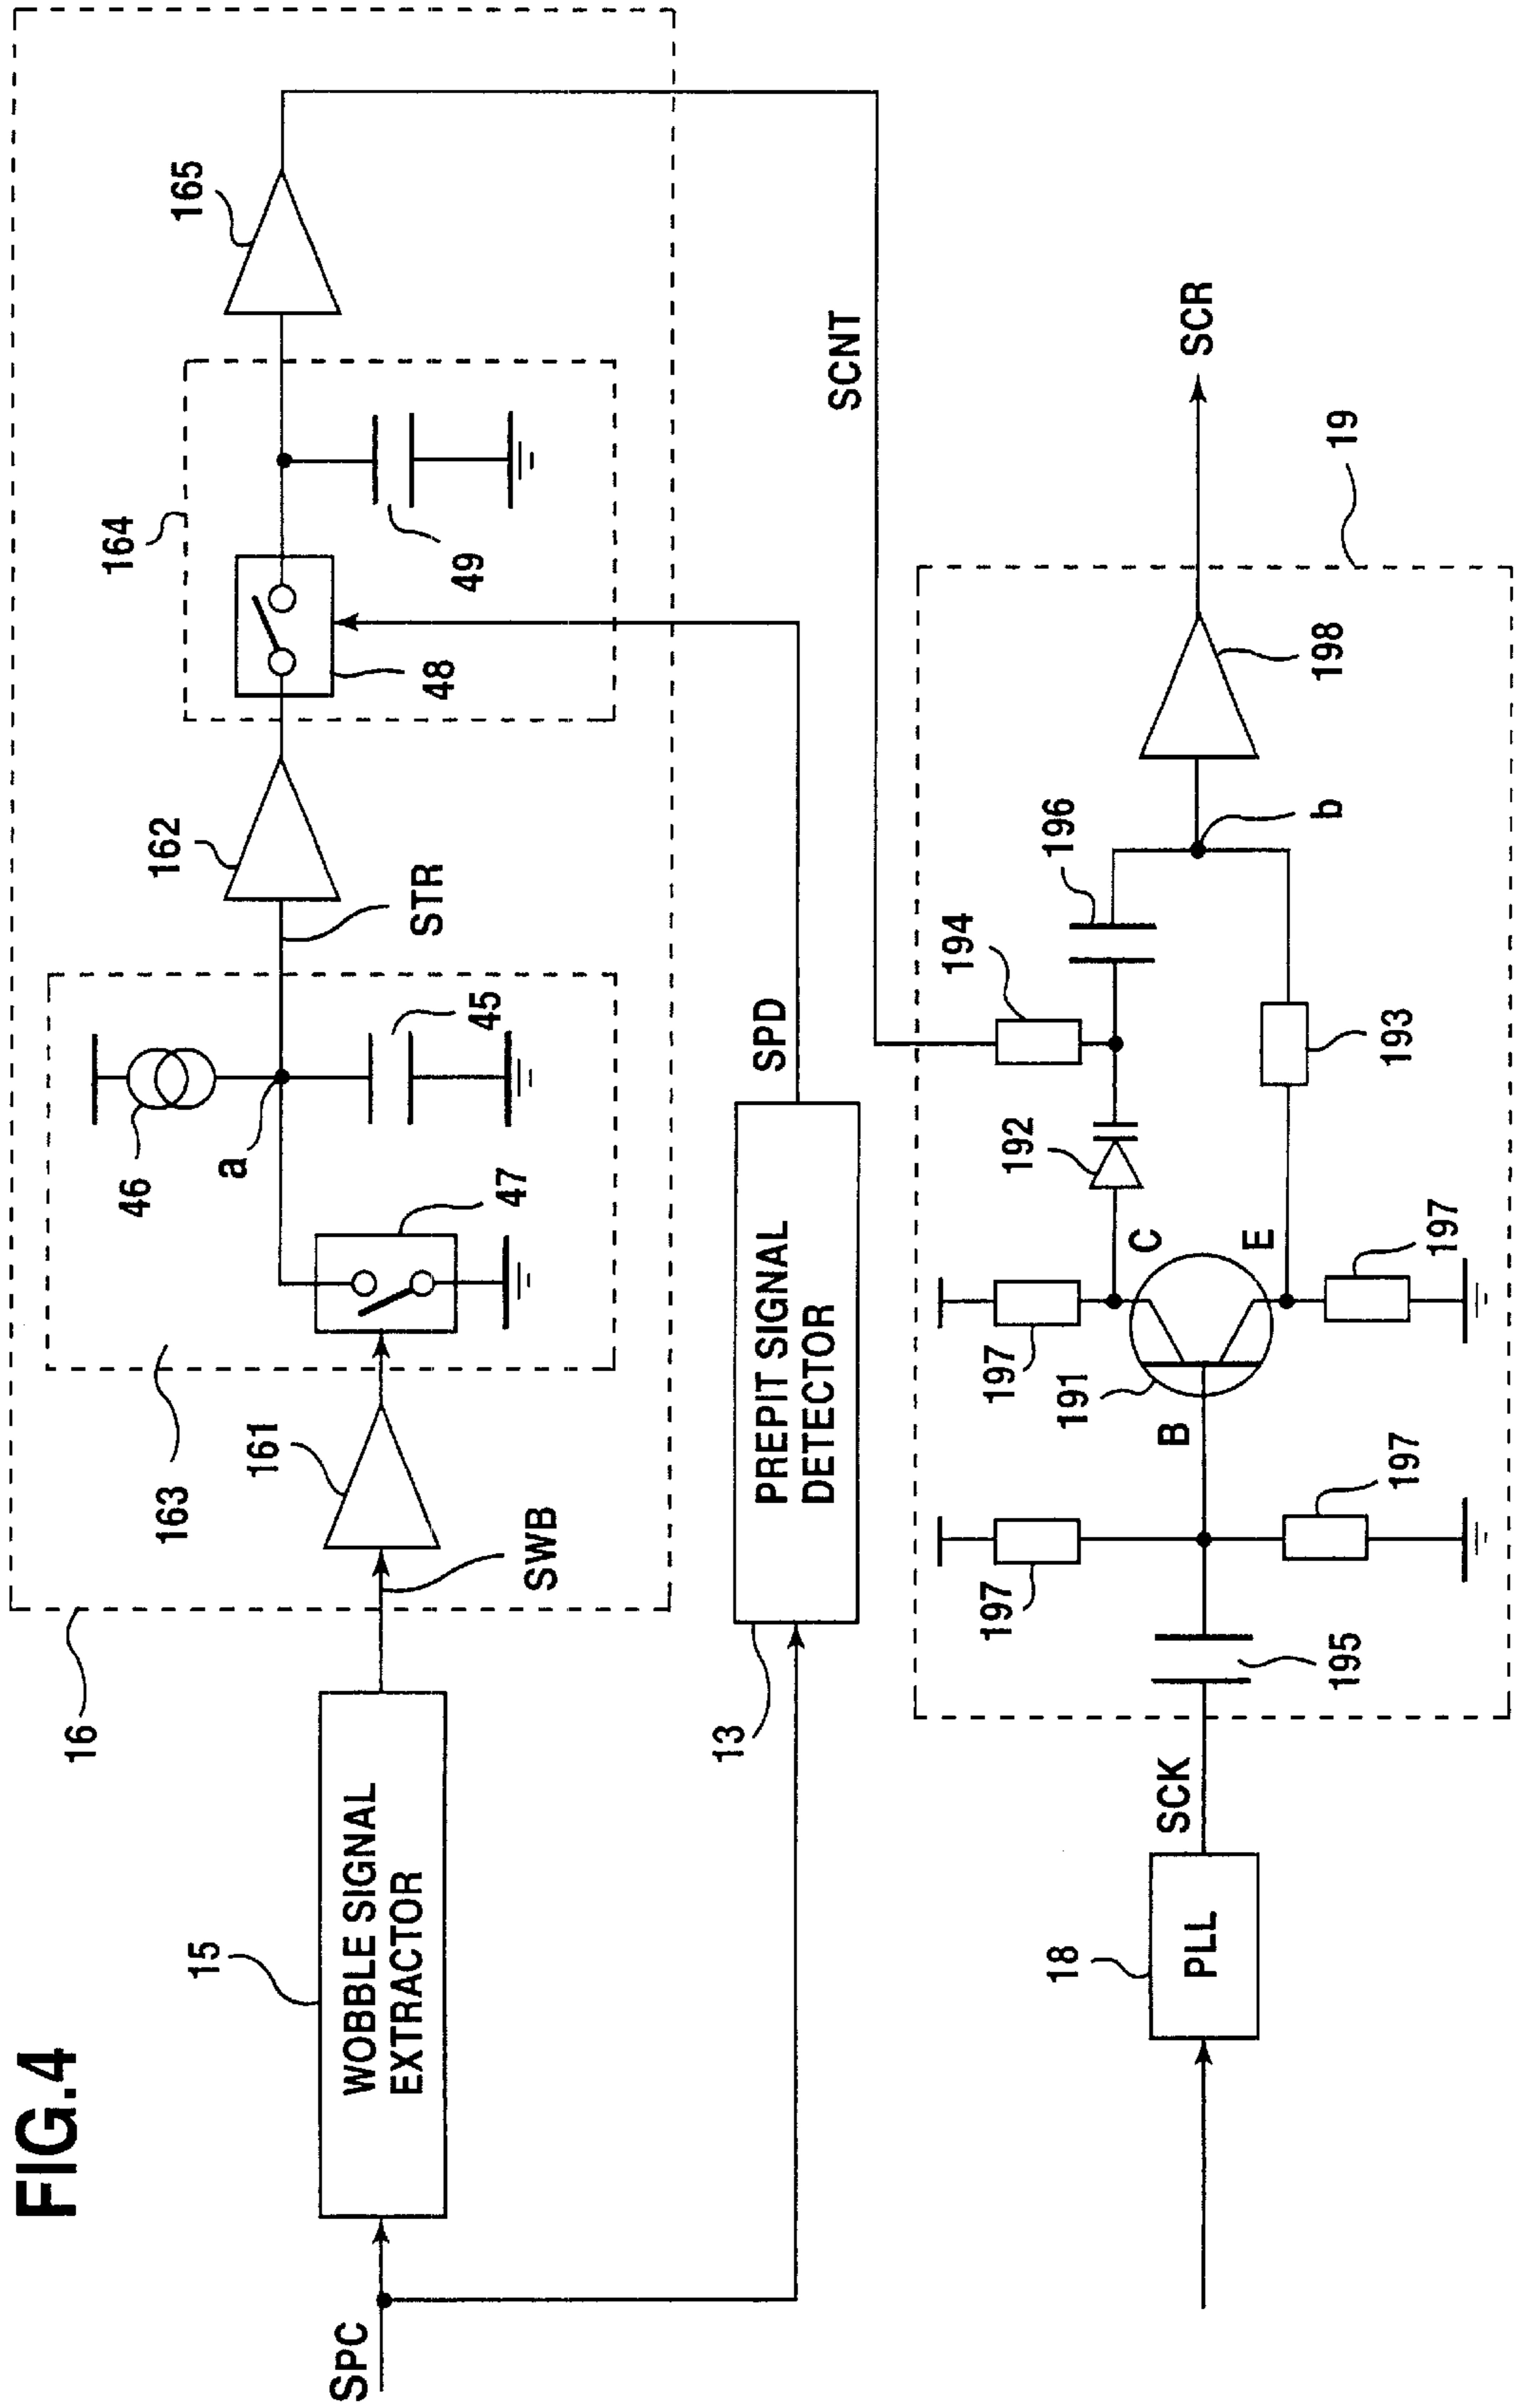 FIG.4
16
163
164
165
46
a
45
162
STR
48
49
15
WOBBLE SIGNAL
EXTRACTOR
SPC
161
SWB
47
SPD
SCNT
13
PREPIT SIGNAL
DETECTOR
18
PLL
SCK
195
197
197
B
191
197
C
E
197
192
194
196
193
b
198
19
SCR